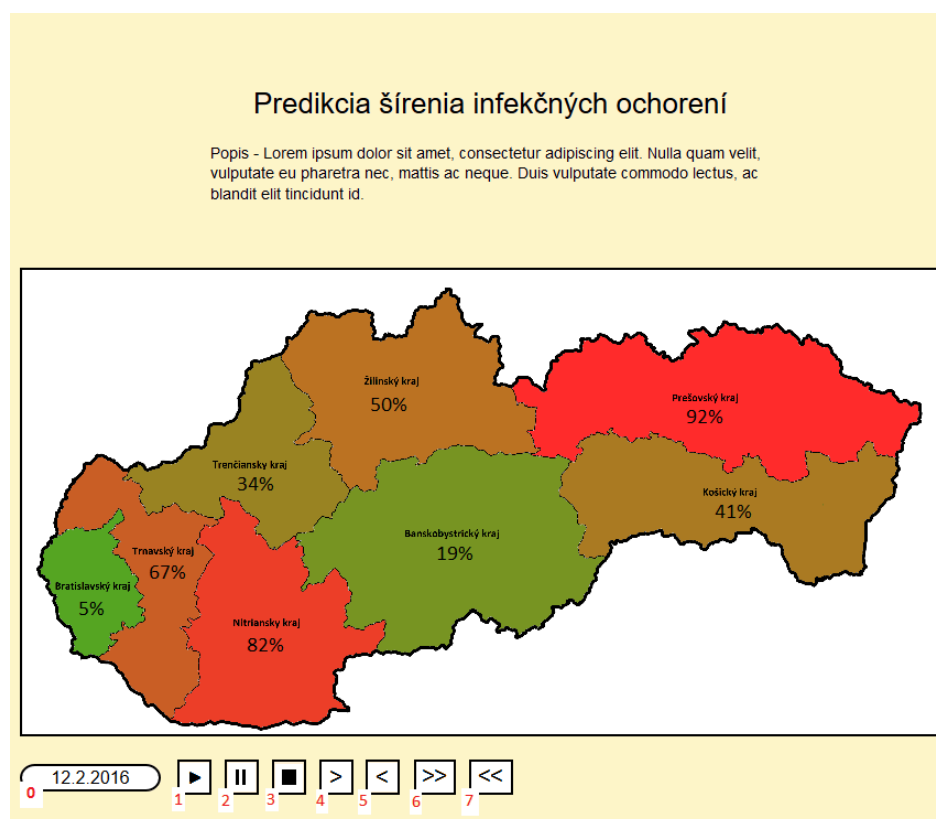 Predikcia šírenia infekčných ochorení
Popis - Lorem ipsum dolor sit amet, consectetur adipiscing elit. Nulla quam velit,
vulputate eu pharetra nec, mattis ac neque. Duis vulputate commodo lectus, ac
blandit elit tincidunt id.
Žilinský kraj
50%
Prešovský kraj
92%
Trenčiansky kraj
34%
Košický kraj
41%
Banskobystrický kraj
19%
Trnavský kraj
67%
Bratislavský kraj
5%
Nitriansky kraj
82%
12.2.2016
> < >> <<
0 1 2 3 4 5 6 7